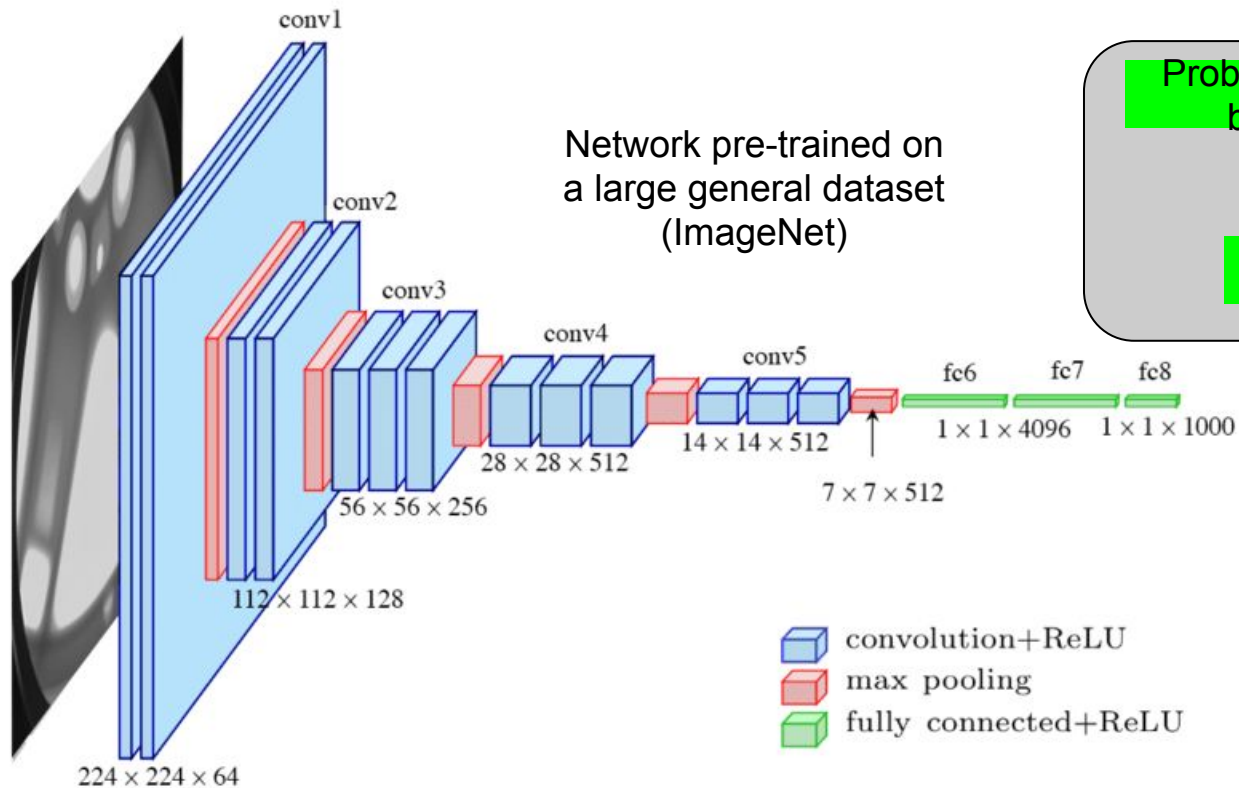 conv1
Network pre-trained on
a large general dataset
(ImageNet)
conv2
conv3
conv4
conv5
fc6
fc7
fc8
1 × 1 × 4096
1 × 1 × 1000
14 × 14 × 512
28 × 28 × 512
7 × 7 × 512
56 × 56 × 256
112 × 112 × 128
224 × 224 × 64
convolution+ReLU
max pooling
fully connected+ReLU